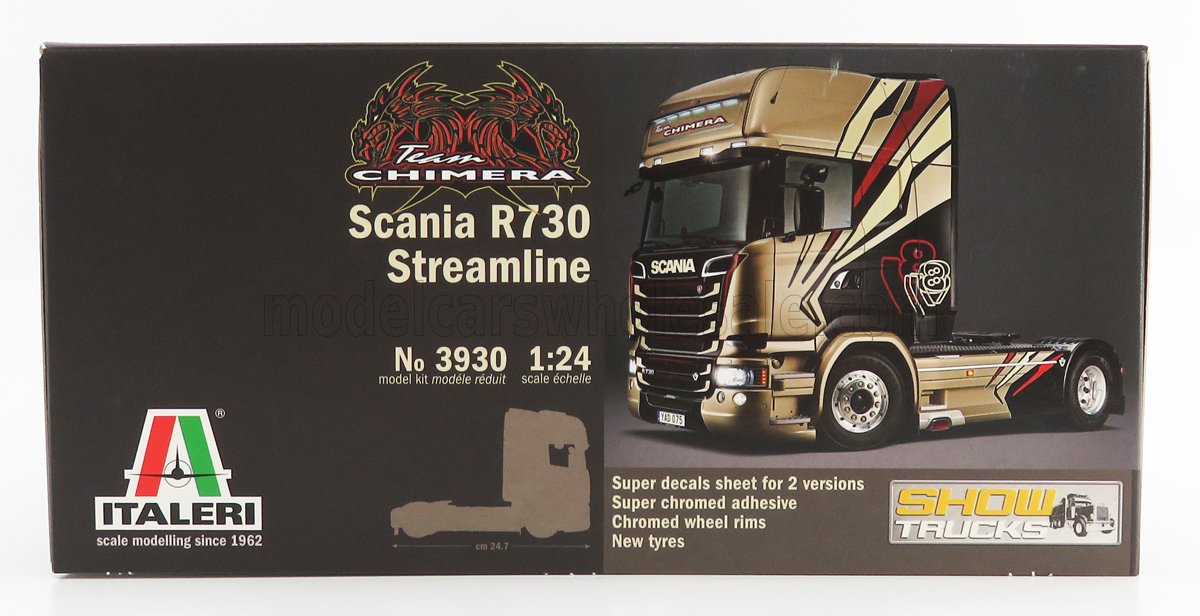 Team
CHIMERA
Scania R730
Streamline
No 3930 1:24
model kit modèle réduit scale échelle
®
ITALERI
scale modelling since 1962
cm 24.7
Team
CHIMERA
SCANIA
R730
YAD 075
V8
V8
Super decals sheet for 2 versions
Super chromed adhesive
Chromed wheel rims
New tyres
SHOW
TRUCKS
modelcarswholesale.com